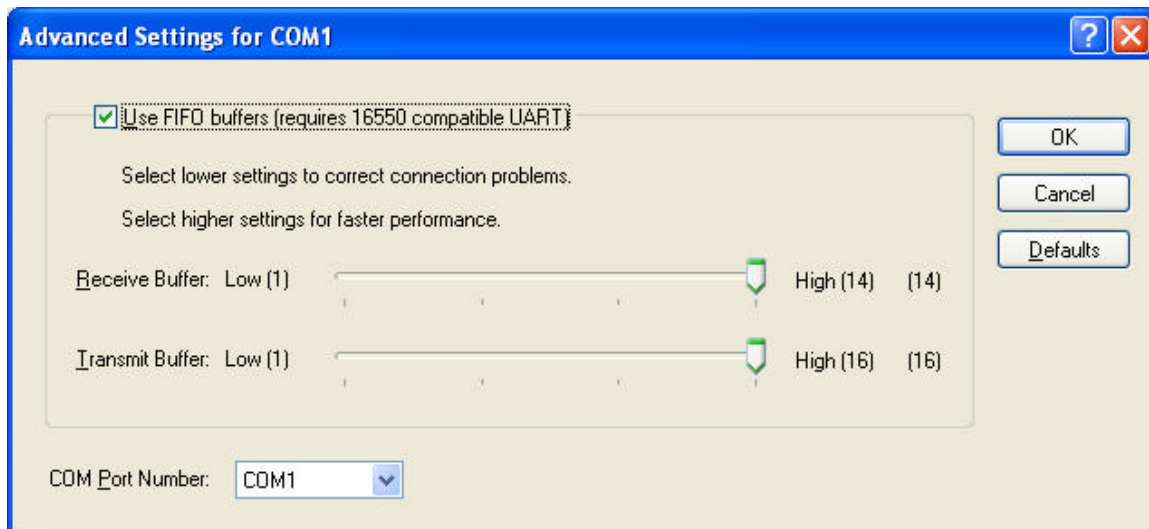 Advanced Settings for COM1
Use FIFO buffers (requires 16550 compatible UART)
Select lower settings to correct connection problems.
Select higher settings for faster performance.
Receive Buffer: Low (1) High (14) (14)
Transmit Buffer: Low (1) High (16) (16)
COM Port Number: COM1
OK
Cancel
Defaults